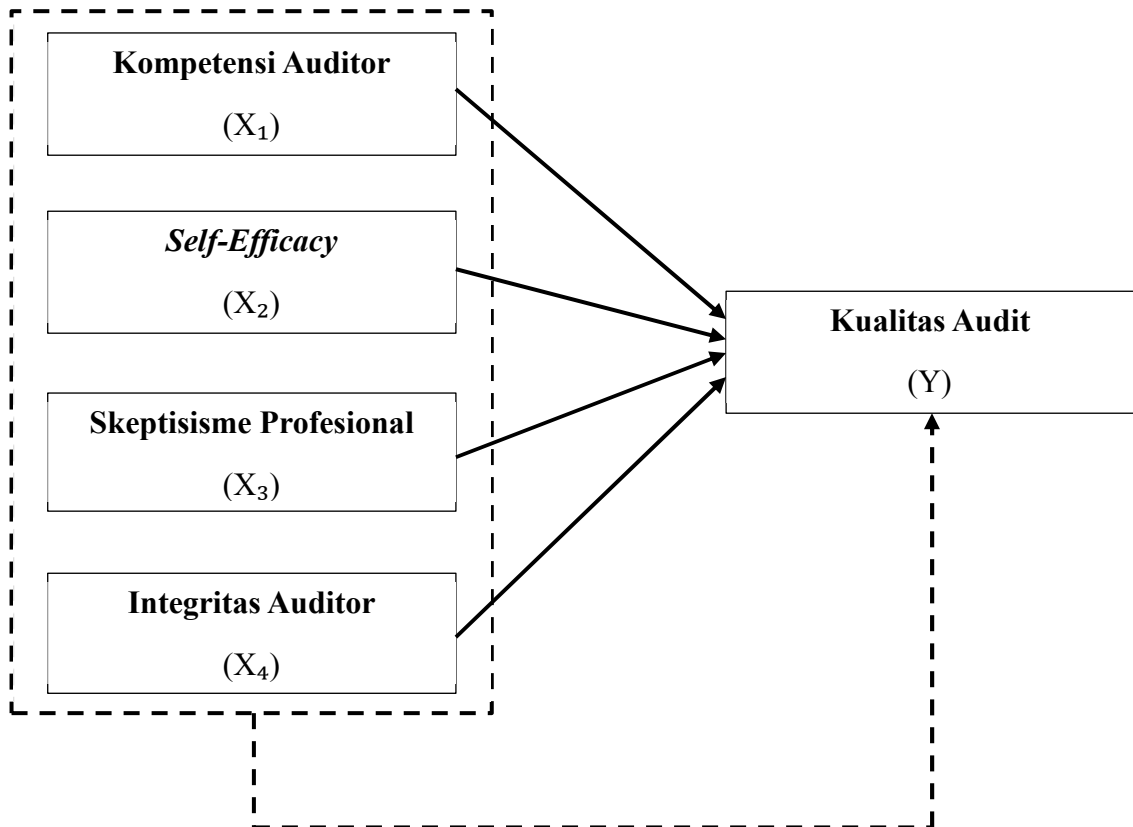 Kompetensi Auditor
(X₁)
Self-Efficacy
(X₂)
Skeptisisme Profesional
(X₃)
Integritas Auditor
(X₄)
Kualitas Audit
(Y)